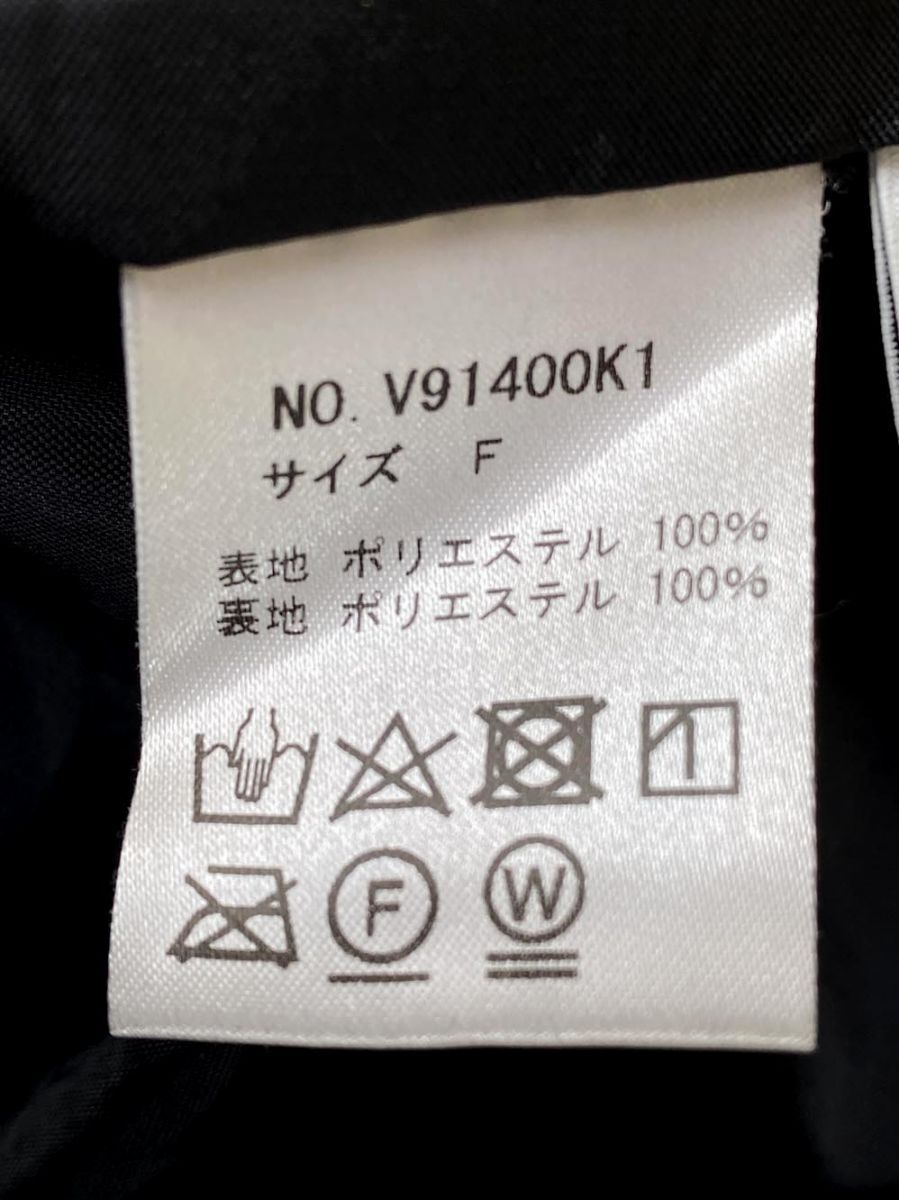 NO. V91400K1
サイズ F
表地 ポリエステル 100%
裏地 ポリエステル 100%
F W